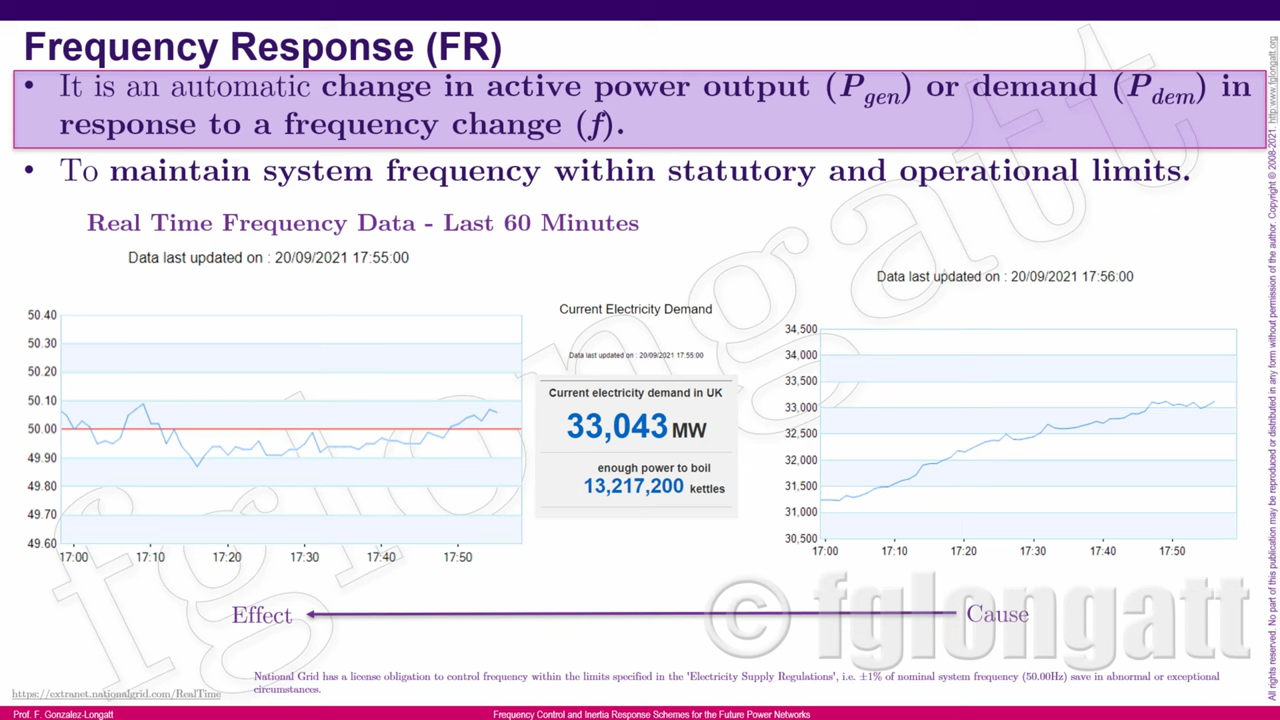 Frequency Response (FR)
• It is an automatic change in active power output (Pgen) or demand (Pdem) in
response to a frequency change (f).
• To maintain system frequency within statutory and operational limits.
Real Time Frequency Data - Last 60 Minutes
Data last updated on : 20/09/2021 17:55:00
50.40
50.30
50.20
50.10
50.00
49.90
49.80
49.70
49.60
17:00 17:10 17:20 17:30 17:40 17:50
Current Electricity Demand
Data last updated on : 20/09/2021 17:55:00
Current electricity demand in UK
33,043 MW
enough power to boil
13,217,200 kettles
Data last updated on : 20/09/2021 17:56:00
34,500
34,000
33,500
33,000
32,500
32,000
31,500
31,000
30,500
17:00 17:10 17:20 17:30 17:40 17:50
Effect
Cause
© fglongatt
fglongatt
National Grid has a license obligation to control frequency within the limits specified in the 'Electricity Supply Regulations', i.e. ±1% of nominal system frequency (50.00Hz) save in abnormal or exceptional
circumstances.
https://extranet.nationalgrid.com/RealTime
Prof. F. Gonzalez-Longatt
Frequency Control and Inertia Response Schemes for the Future Power Networks
All rights reserved. No part of this publication may be reproduced or distributed in any form without permission of the author. Copyright © 2008-2021. http:www.fglongatt.org